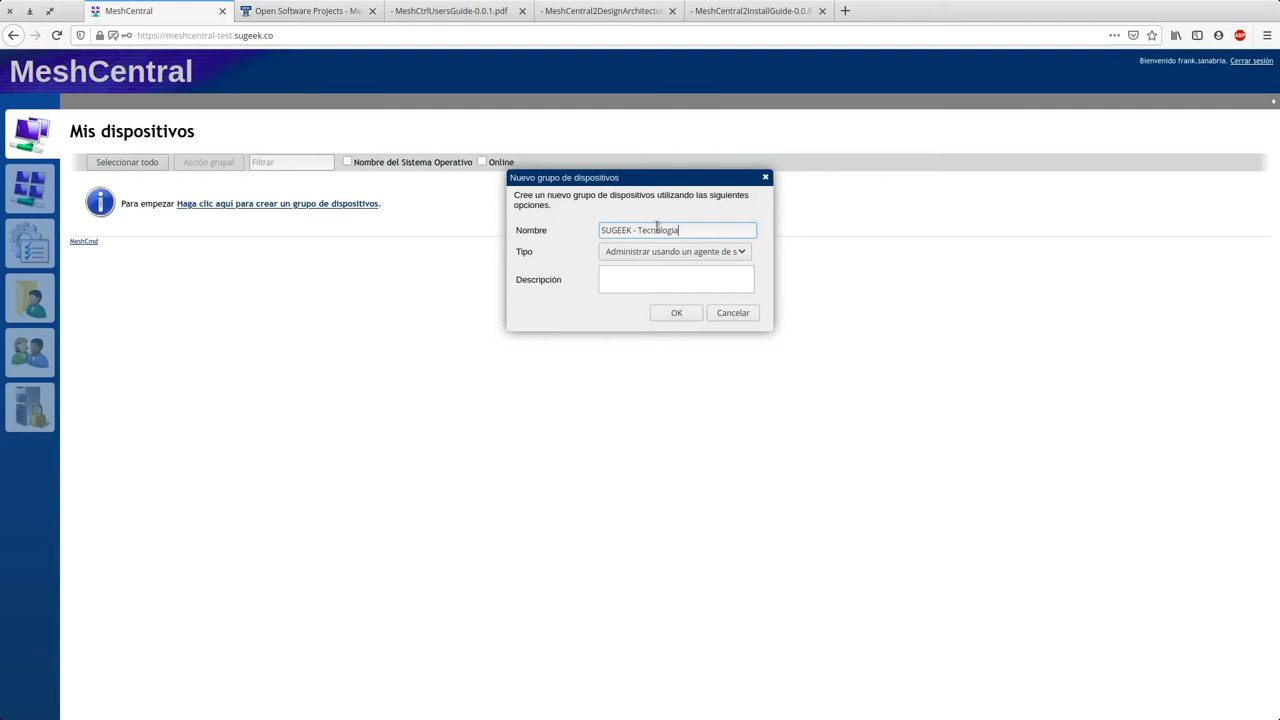 MeshCentral
Open Software Projects - Mes
- MeshCtrlUsersGuide-0.0.1.pdf
- MeshCentral2DesignArchitectur
- MeshCentral2InstallGuide-0.0.9
https://meshcentral-test.sugeek.co
ABP
MeshCentral
Bienvenido frank.sanabria. Cerrar sesión
Mis dispositivos
Seleccionar todo
Acción grupal
Filtrar
Nombre del Sistema Operativo
Online
Para empezar Haga clic aquí para crear un grupo de dispositivos.
MeshCmd
Nuevo grupo de dispositivos
Cree un nuevo grupo de dispositivos utilizando las siguientes
opciones.
Nombre
SUGEEK - Tecnologia
Tipo
Administrar usando un agente de s
Descripción
OK
Cancelar